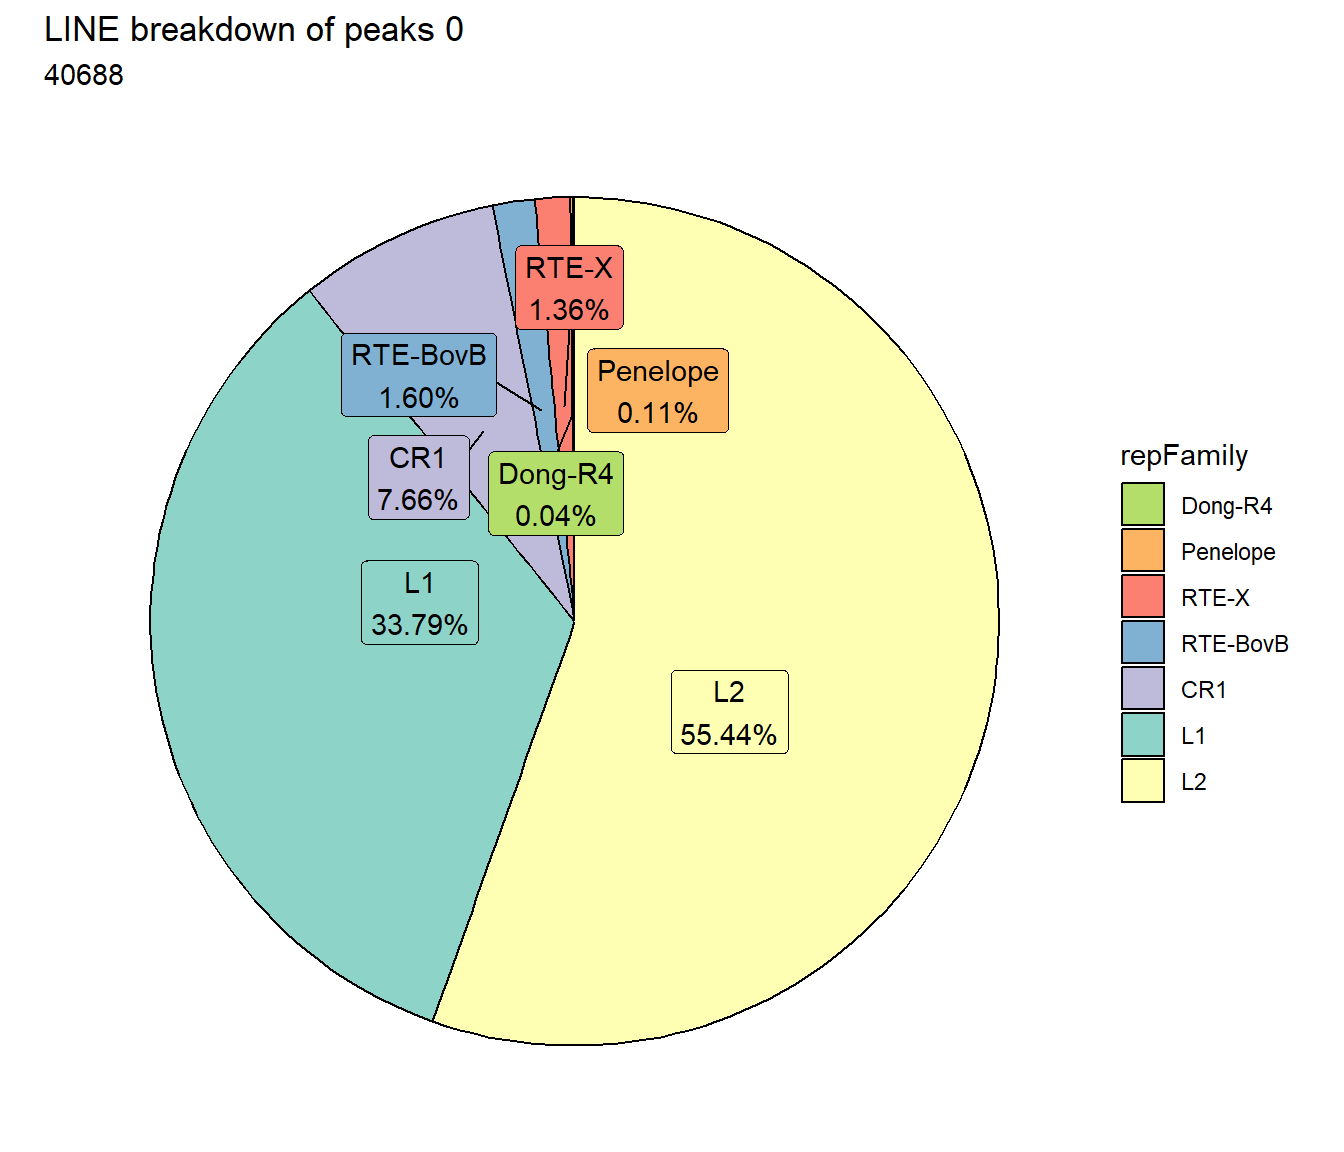 LINE breakdown of peaks 0
40688
RTE-X
1.36%
RTE-BovB
1.60%
Penelope
0.11%
CR1
7.66%
Dong-R4
0.04%
L1
33.79%
L2
55.44%
repFamily
Dong-R4
Penelope
RTE-X
RTE-BovB
CR1
L1
L2